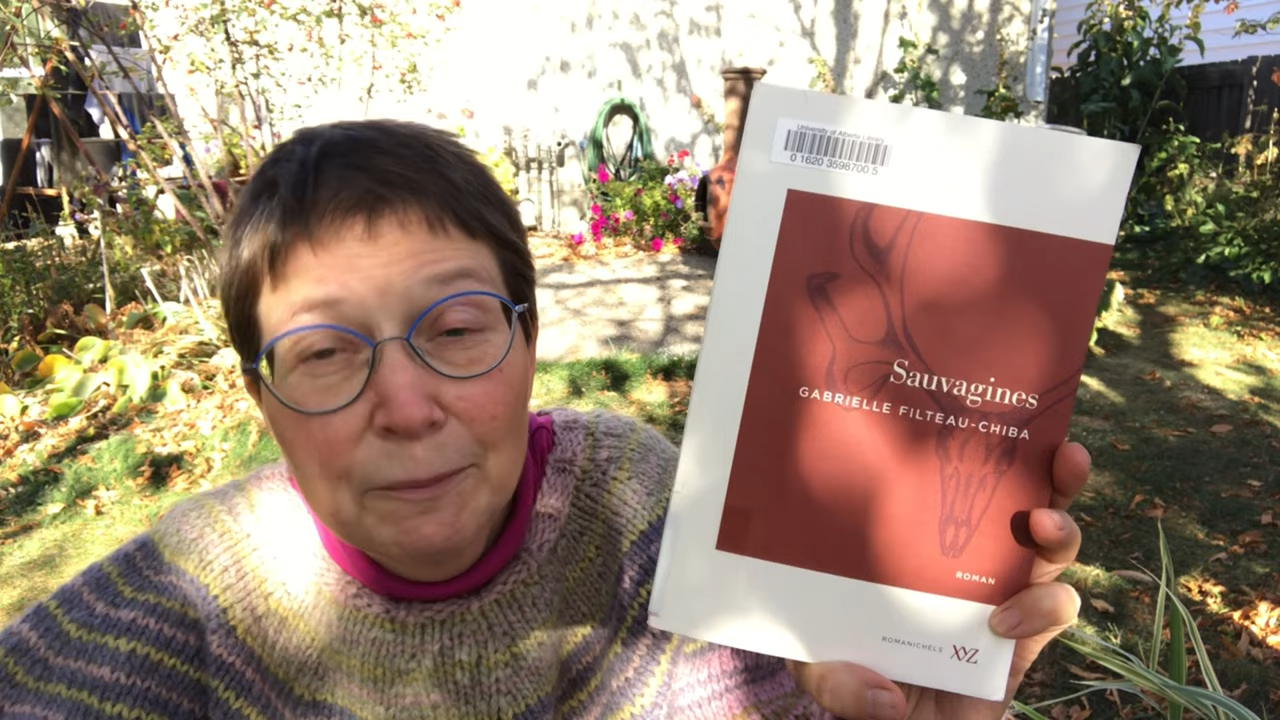 University of Alberta Library
0 1620 3598700 5
Sauvagines
GABRIELLE FILTEAU-CHIBA
ROMAN
ROMANICHELS XYZ